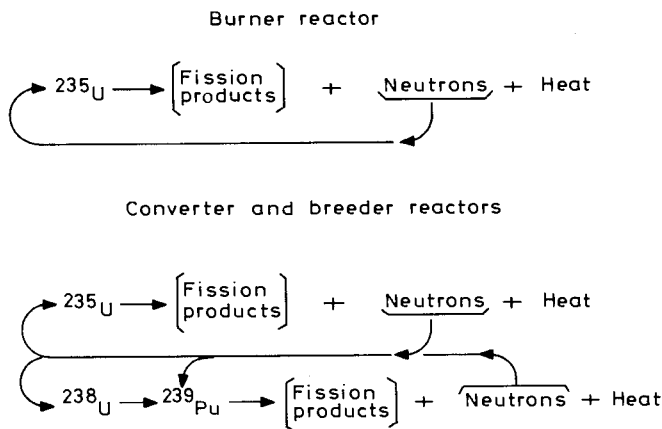 Burner reactor
²³⁵U → [Fission products] + Neutrons + Heat
Converter and breeder reactors
²³⁵U → [Fission products] + Neutrons + Heat
²³⁸U → ²³⁹Pu → [Fission products] + Neutrons + Heat